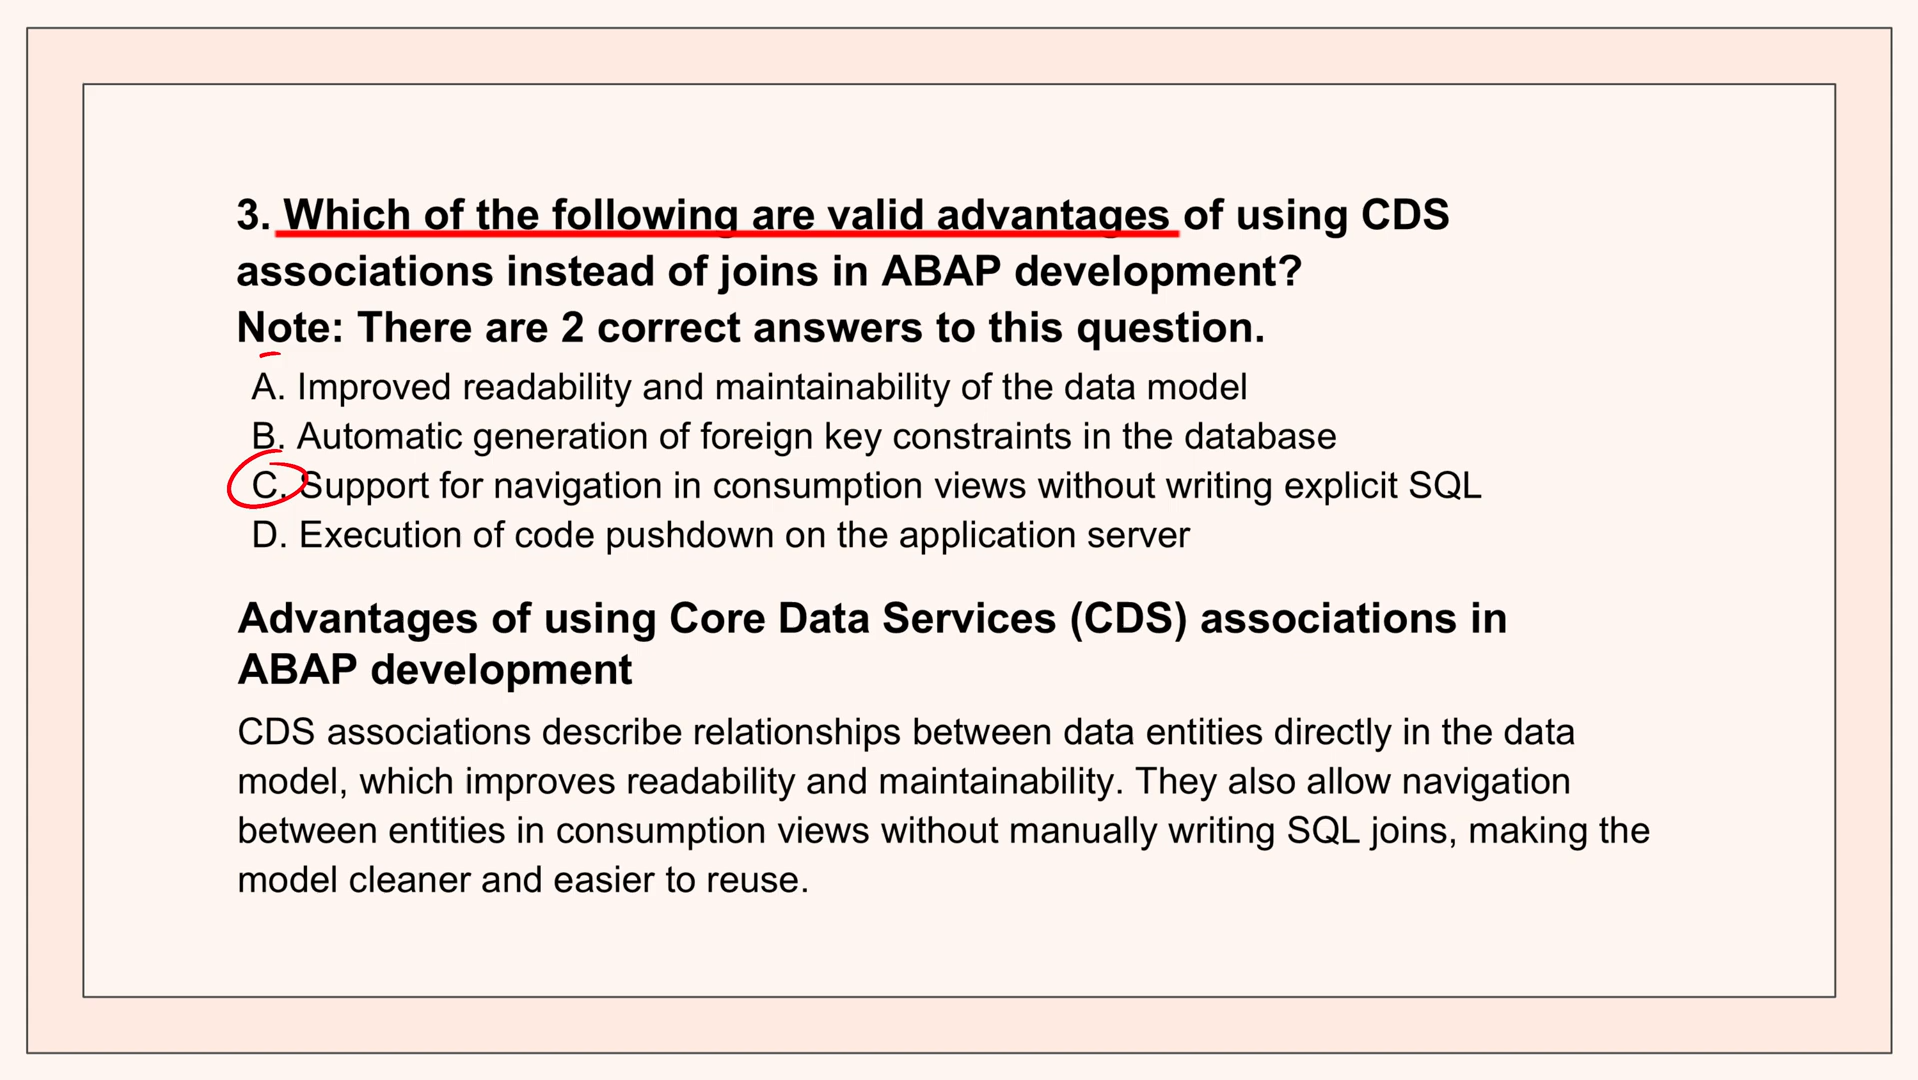 3. Which of the following are valid advantages of using CDS
associations instead of joins in ABAP development?
Note: There are 2 correct answers to this question.
A. Improved readability and maintainability of the data model
B. Automatic generation of foreign key constraints in the database
C. Support for navigation in consumption views without writing explicit SQL
D. Execution of code pushdown on the application server
Advantages of using Core Data Services (CDS) associations in
ABAP development
CDS associations describe relationships between data entities directly in the data
model, which improves readability and maintainability. They also allow navigation
between entities in consumption views without manually writing SQL joins, making the
model cleaner and easier to reuse.